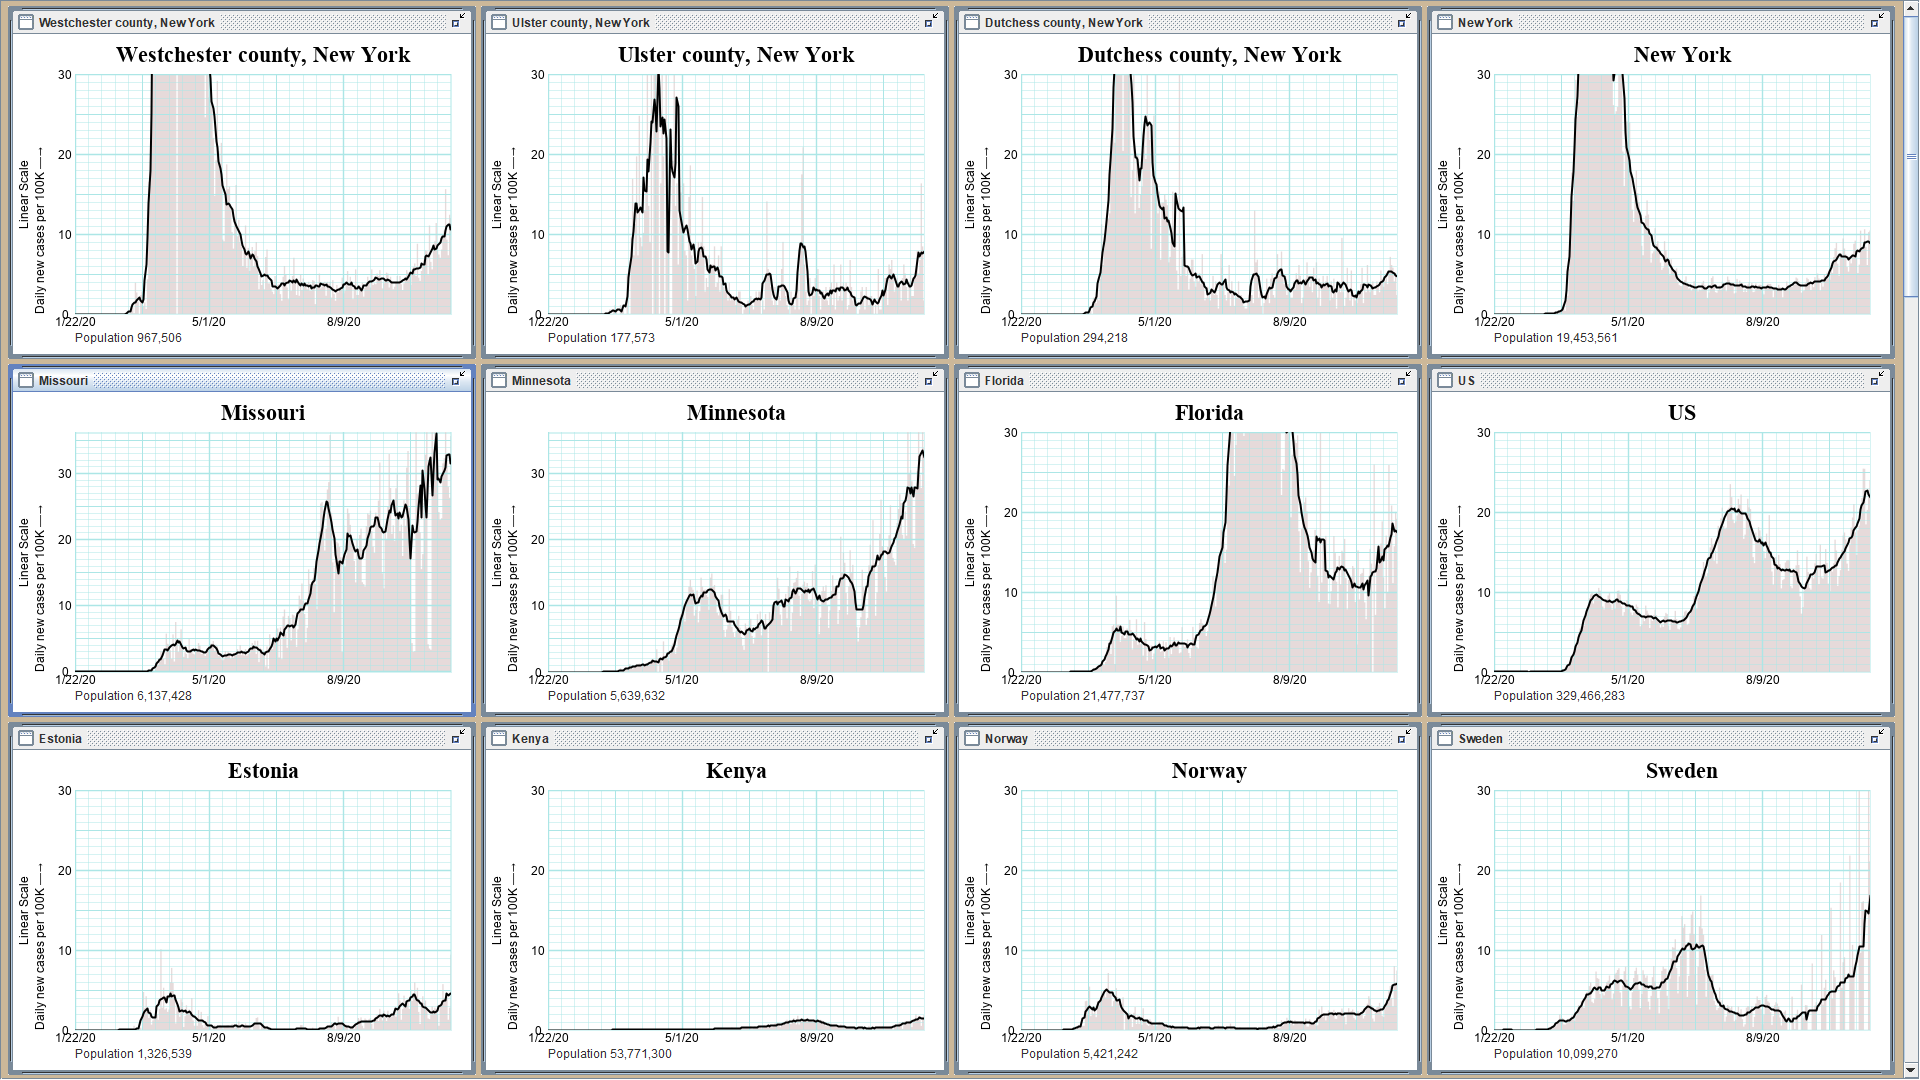 Westchester county, New York
Westchester county, New York
30
20
10
0
Linear Scale
Daily new cases per 100K —→
1/22/20 5/1/20 8/9/20
Population 967,506
Ulster county, New York
Ulster county, New York
30
20
10
0
Linear Scale
Daily new cases per 100K —→
1/22/20 5/1/20 8/9/20
Population 177,573
Dutchess county, New York
Dutchess county, New York
30
20
10
0
Linear Scale
Daily new cases per 100K —→
1/22/20 5/1/20 8/9/20
Population 294,218
New York
New York
30
20
10
0
Linear Scale
Daily new cases per 100K —→
1/22/20 5/1/20 8/9/20
Population 19,453,561
Missouri
Missouri
30
20
10
0
Linear Scale
Daily new cases per 100K —→
1/22/20 5/1/20 8/9/20
Population 6,137,428
Minnesota
Minnesota
30
20
10
0
Linear Scale
Daily new cases per 100K —→
1/22/20 5/1/20 8/9/20
Population 5,639,632
Florida
Florida
30
20
10
0
Linear Scale
Daily new cases per 100K —→
1/22/20 5/1/20 8/9/20
Population 21,477,737
US
US
30
20
10
0
Linear Scale
Daily new cases per 100K —→
1/22/20 5/1/20 8/9/20
Population 329,466,283
Estonia
Estonia
30
20
10
0
Linear Scale
Daily new cases per 100K —→
1/22/20 5/1/20 8/9/20
Population 1,326,539
Kenya
Kenya
30
20
10
0
Linear Scale
Daily new cases per 100K —→
1/22/20 5/1/20 8/9/20
Population 53,771,300
Norway
Norway
30
20
10
0
Linear Scale
Daily new cases per 100K —→
1/22/20 5/1/20 8/9/20
Population 5,421,242
Sweden
Sweden
30
20
10
0
Linear Scale
Daily new cases per 100K —→
1/22/20 5/1/20 8/9/20
Population 10,099,270